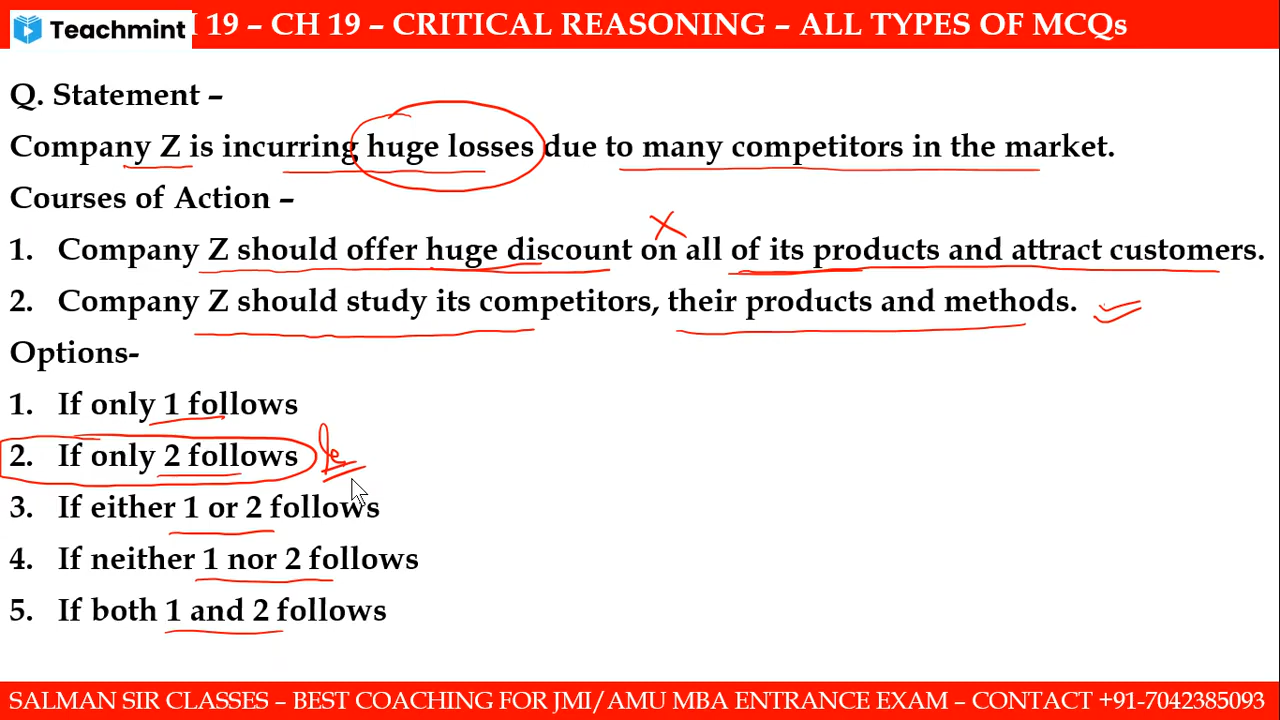 Teachmint 19 – CH 19 – CRITICAL REASONING – ALL TYPES OF MCQs
Q. Statement –
Company Z is incurring huge losses due to many competitors in the market.
Courses of Action –
1. Company Z should offer huge discount on all of its products and attract customers.
2. Company Z should study its competitors, their products and methods.
Options-
1. If only 1 follows
2. If only 2 follows
3. If either 1 or 2 follows
4. If neither 1 nor 2 follows
5. If both 1 and 2 follows
SALMAN SIR CLASSES – BEST COACHING FOR JMI/AMU MBA ENTRANCE EXAM – CONTACT +91-7042385093